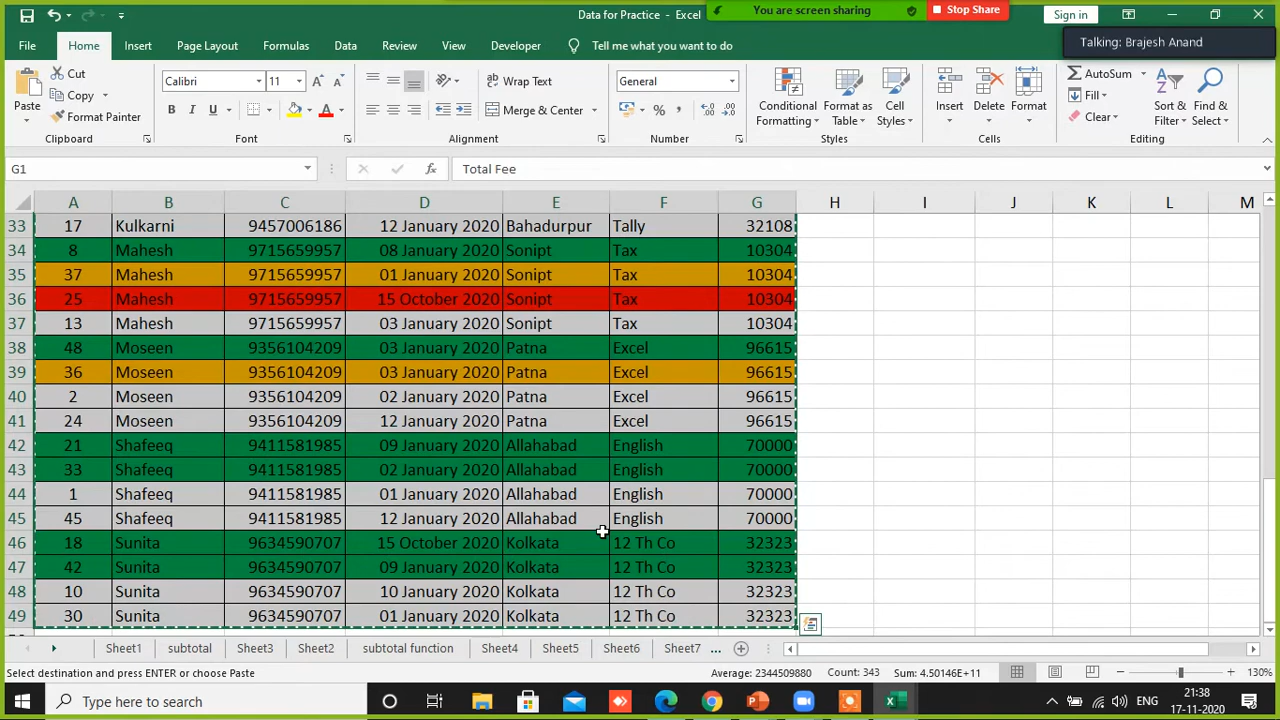 Data for Practice - Excel
You are screen sharing
Stop Share
Sign in
File Home Insert Page Layout Formulas Data Review View Developer Tell me what you want to do
Talking: Brajesh Anand
Paste Cut Copy Format Painter Clipboard
Calibri 11 B I U A Font
Wrap Text Merge & Center Alignment
General % , Number
Conditional Formatting Format as Table Cell Styles Styles
Insert Delete Format Cells
AutoSum Fill Clear Sort & Filter Find & Select Editing
G1 fx Total Fee
A B C D E F G H I J K L M
33 17 Kulkarni 9457006186 12 January 2020 Bahadurpur Tally 32108
34 8 Mahesh 9715659957 08 January 2020 Sonipt Tax 10304
35 37 Mahesh 9715659957 01 January 2020 Sonipt Tax 10304
36 25 Mahesh 9715659957 15 October 2020 Sonipt Tax 10304
37 13 Mahesh 9715659957 03 January 2020 Sonipt Tax 10304
38 48 Moseen 9356104209 03 January 2020 Patna Excel 96615
39 36 Moseen 9356104209 03 January 2020 Patna Excel 96615
40 2 Moseen 9356104209 02 January 2020 Patna Excel 96615
41 24 Moseen 9356104209 12 January 2020 Patna Excel 96615
42 21 Shafeeq 9411581985 09 January 2020 Allahabad English 70000
43 33 Shafeeq 9411581985 02 January 2020 Allahabad English 70000
44 1 Shafeeq 9411581985 01 January 2020 Allahabad English 70000
45 45 Shafeeq 9411581985 12 January 2020 Allahabad English 70000
46 18 Sunita 9634590707 15 October 2020 Kolkata 12 Th Co 32323
47 42 Sunita 9634590707 09 January 2020 Kolkata 12 Th Co 32323
48 10 Sunita 9634590707 10 January 2020 Kolkata 12 Th Co 32323
49 30 Sunita 9634590707 01 January 2020 Kolkata 12 Th Co 32323
Sheet1 subtotal Sheet3 Sheet2 subtotal function Sheet4 Sheet5 Sheet6 Sheet7 ...
Select destination and press ENTER or choose Paste Average: 2344509880 Count: 343 Sum: 4.50146E+11 130%
Type here to search ENG 21:38
17-11-2020